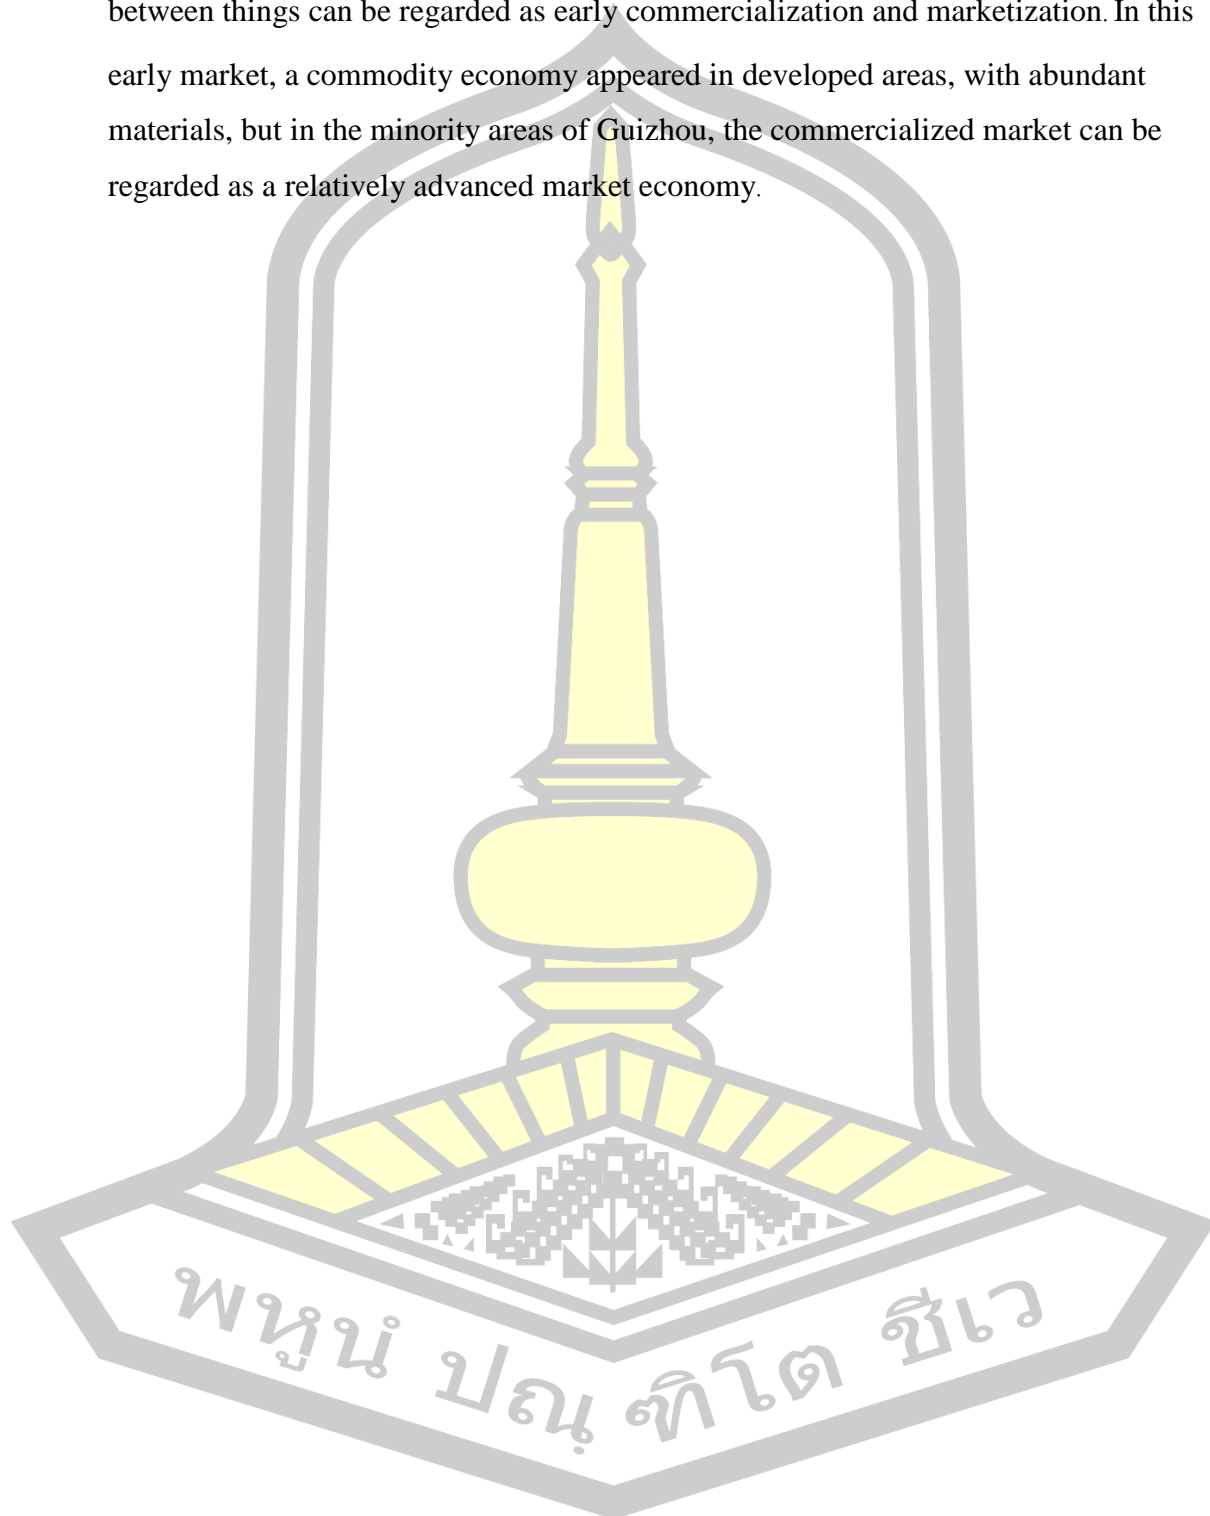 between things can be regarded as early commercialization and marketization. In this
early market, a commodity economy appeared in developed areas, with abundant
materials, but in the minority areas of Guizhou, the commercialized market can be
regarded as a relatively advanced market economy.
พหูนํ ปณฺฑิโต ชีเว